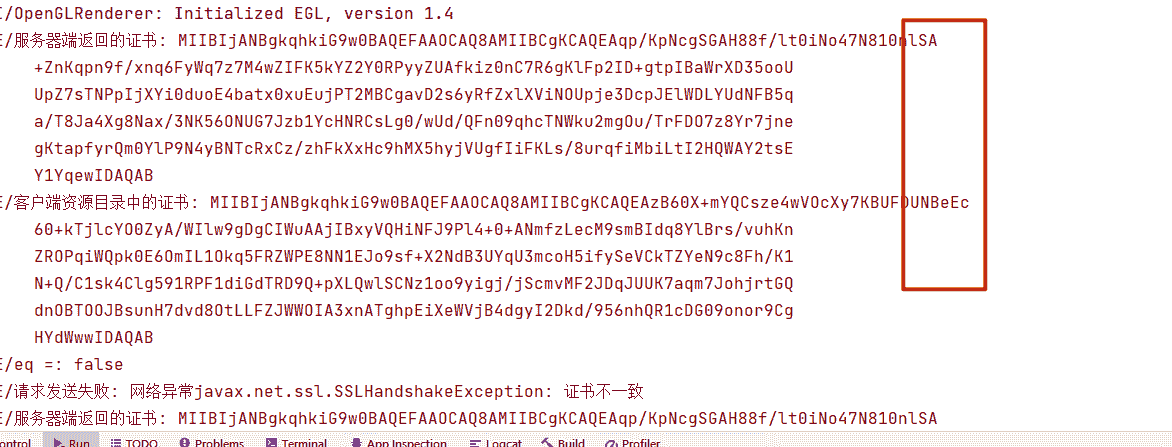 E/OpenGLRenderer: Initialized EGL, version 1.4
E/服务器端返回的证书: MIIBIjANBgkqhkiG9w0BAQEFAAOCAQ8AMIIBCgKCAQEAqp/KpNcgSGAH88f/lt0iNo47N810nlSA
+ZnKqpn9f/xnq6FyWq7z7M4wZIFK5kYZ2Y0RPyyZUAfkiz0nC7R6gKlFp2ID+gtpIBaWrXD35ooU
UpZ7sTNPpIjXYi0duoE4batx0xuEujPT2MBCgavD2s6yRfZxlXViNOUpje3DcpJElWDLYUdNFB5q
a/T8Ja4Xg8Nax/3NK56ONUG7Jzb1YcHNRCsLg0/wUd/QFn09qhcTNWku2mgOu/TrFDO7z8Yr7jne
gKtapfyrQm0YlP9N4yBNTcRxCz/zhFkXxHc9hMX5hyjVUgfIiFKLs/8urqfiMbiLtI2HQWAY2tsE
Y1YqewIDAQAB
E/客户端资源目录中的证书: MIIBIjANBgkqhkiG9w0BAQEFAAOCAQ8AMIIBCgKCAQEAzB60X+mYQCsze4wVOcXy7KBUFDUNBeEc
60+kTjlcYO0ZyA/WIlw9gDgCIWuAAjIBxyVQHiNFJ9Pl4+0+ANmfzLecM9smBIdq8YlBrs/vuhKn
ZROPqiWQpk0E6OmIL1Okq5FRZWPE8NN1EJo9sf+X2NdB3UYqU3mcoH5ifySeVCkTZYeN9c8Fh/K1
N+Q/C1sk4Clg591RPF1diGdTRD9Q+pXLQwlSCNz1oo9yigj/jScmvMF2JDqJUUK7aqm7JohjrtGQ
dnOBTOOJBsunH7dvd8OtLLFZJWWOIA3xnATghpEiXeWVjB4dgyI2Dkd/956nhQR1cDG09onor9Cg
HYdWwwIDAQAB
E/eq =: false
E/请求发送失败: 网络异常javax.net.ssl.SSLHandshakeException: 证书不一致
E/服务器端返回的证书: MIIBIjANBgkqhkiG9w0BAQEFAAOCAQ8AMIIBCgKCAQEAqp/KpNcgSGAH88f/lt0iNo47N810nlSA
ontrol Run TODO Problems Terminal App Inspection Logcat Build Profiler